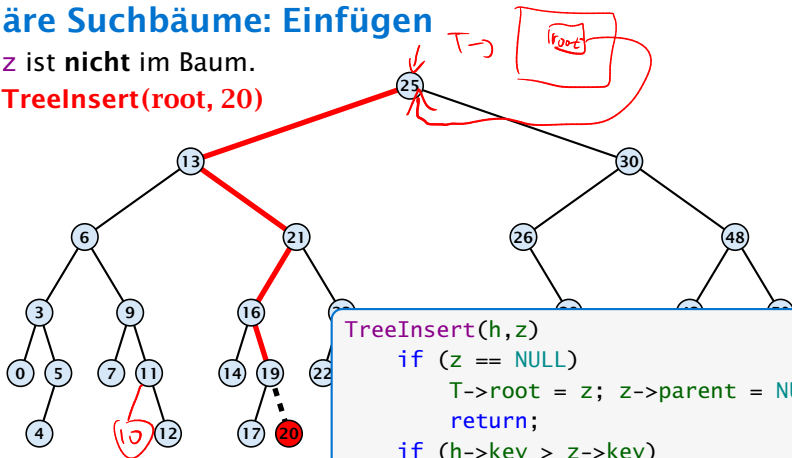 äre Suchbäume: Einfügen
z ist nicht im Baum.
TreeInsert(root, 20)
T->
root
25
13
30
6
21
26
48
3
9
16
0
5
7
11
14
19
22
4
10
12
17
20
TreeInsert(h,z)
if (z == NULL)
T->root = z; z->parent = NU
return;
if (h->key > z->key)